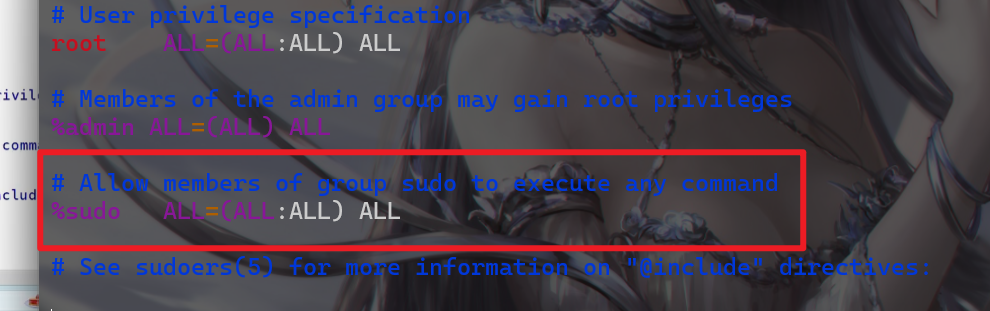 # User privilege specification
root    ALL=(ALL:ALL) ALL
# Members of the admin group may gain root privileges
%admin ALL=(ALL) ALL
# Allow members of group sudo to execute any command
%sudo   ALL=(ALL:ALL) ALL
# See sudoers(5) for more information on "@include" directives: